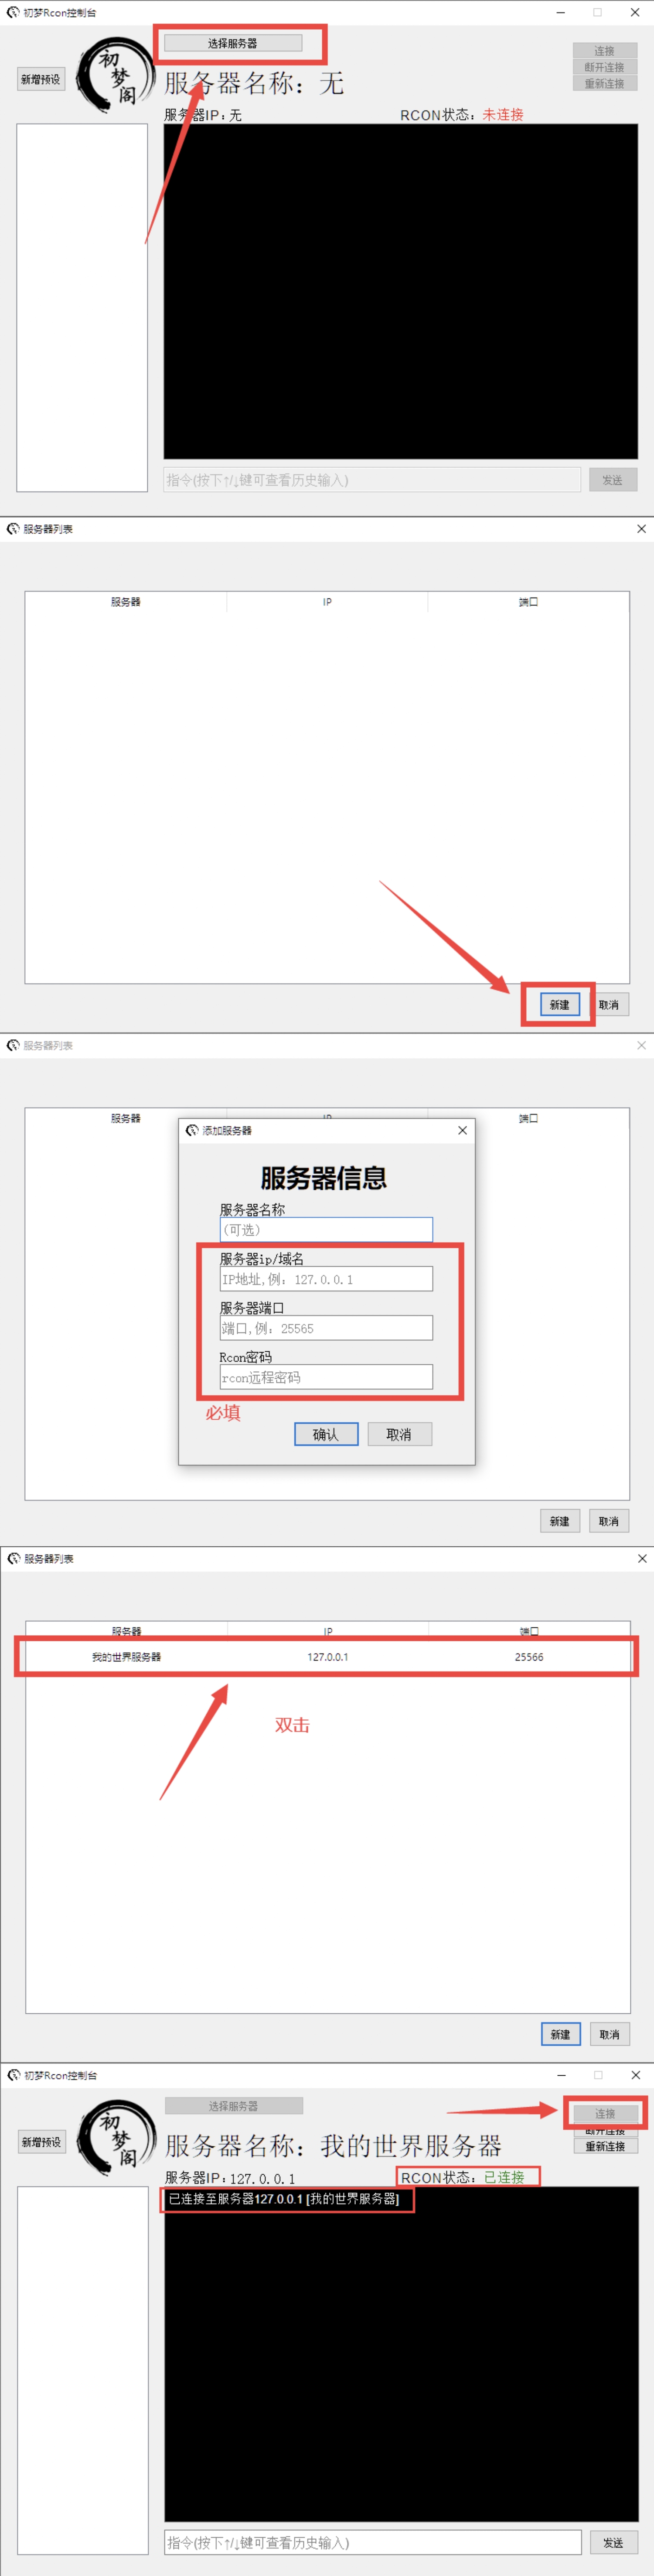 初梦Rcon控制台
选择服务器
新增预设
初梦阁
服务器名称：无
连接
断开连接
重新连接
服务器IP：无
RCON状态：未连接
指令(按下↑/↓键可查看历史输入)
发送
服务器列表
服务器 IP 端口
新建 取消
服务器列表
服务器 IP 端口
添加服务器
服务器信息
服务器名称
(可选)
服务器ip/域名
IP地址,例：127.0.0.1
服务器端口
端口,例：25565
Rcon密码
rcon远程密码
必填
确认 取消
新建 取消
服务器列表
服务器 IP 端口
我的世界服务器 127.0.0.1 25566
双击
新建 取消
初梦Rcon控制台
选择服务器
新增预设
初梦阁
服务器名称：我的世界服务器
连接
断开连接
重新连接
服务器IP：127.0.0.1
RCON状态：已连接
已连接至服务器127.0.0.1 [我的世界服务器]
指令(按下↑/↓键可查看历史输入)
发送